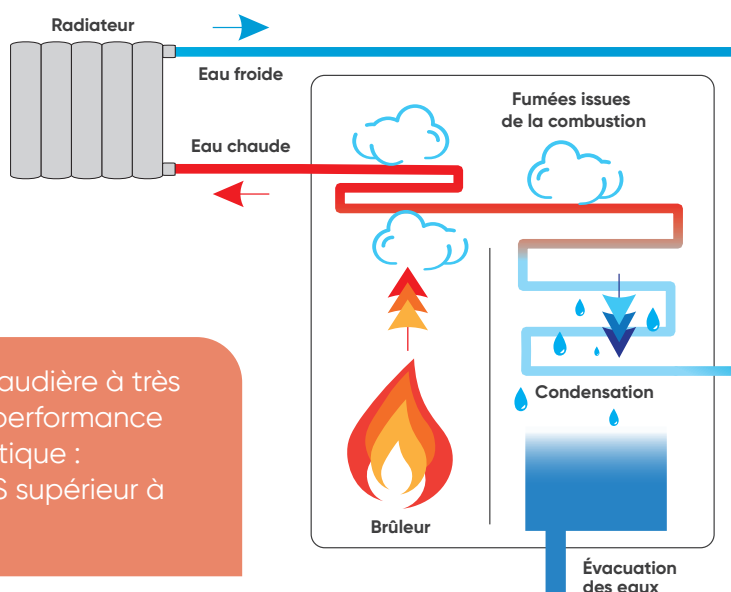 Radiateur
Eau froide
Fumées issues
de la combustion
Eau chaude
Condensation
Brûleur
Évacuation
des eaux
audière à très
performance
tique :
S supérieur à